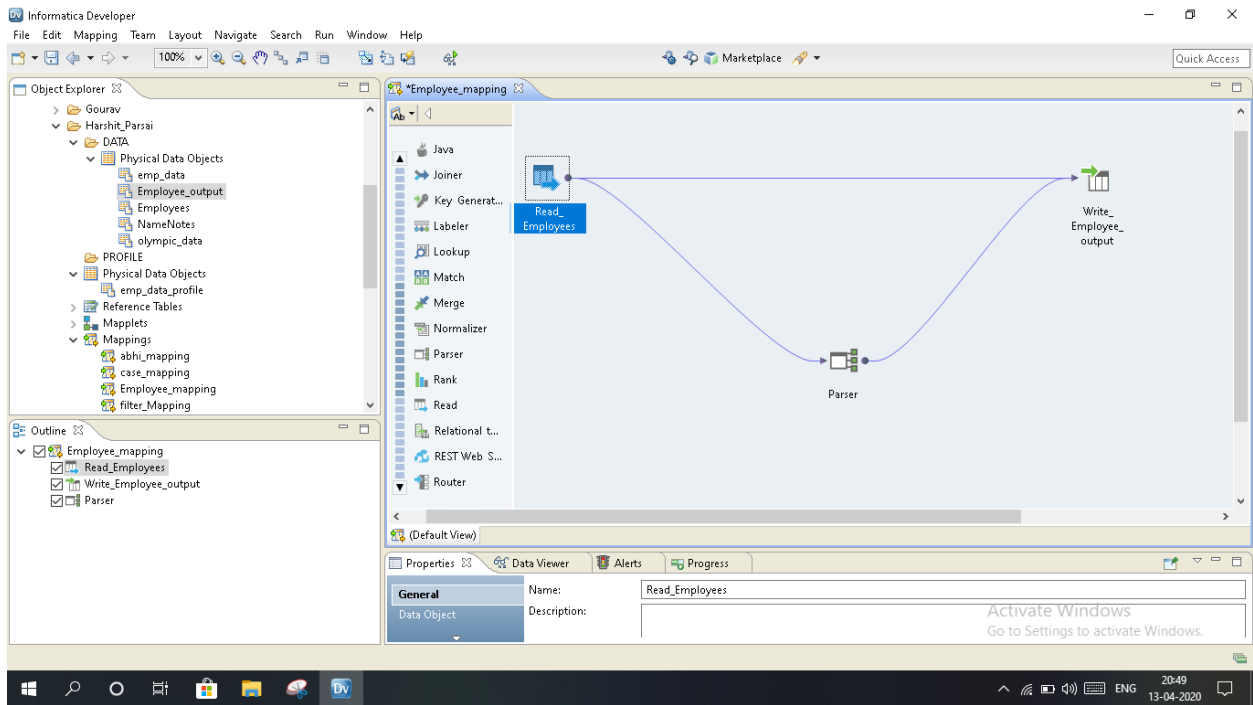 Informatica Developer
File Edit Mapping Team Layout Navigate Search Run Window Help
100% Marketplace Quick Access
Object Explorer
Gourav
Harshit_Parsai
DATA
Physical Data Objects
emp_data
Employee_output
Employees
NameNotes
olympic_data
PROFILE
Physical Data Objects
emp_data_profile
Reference Tables
Mapplets
Mappings
abhi_mapping
case_mapping
Employee_mapping
filter_Mapping
Outline
Employee_mapping
Read_Employees
Write_Employee_output
Parser
*Employee_mapping
Ab
Java
Joiner
Key Generat...
Labeler
Lookup
Match
Merge
Normalizer
Parser
Rank
Read
Relational t...
REST Web S...
Router
Read_
Employees
Write_
Employee_
output
Parser
(Default View)
Properties Data Viewer Alerts Progress
General
Data Object
Name: Read_Employees
Description:
Activate Windows
Go to Settings to activate Windows.
Dv
ENG
20:49
13-04-2020